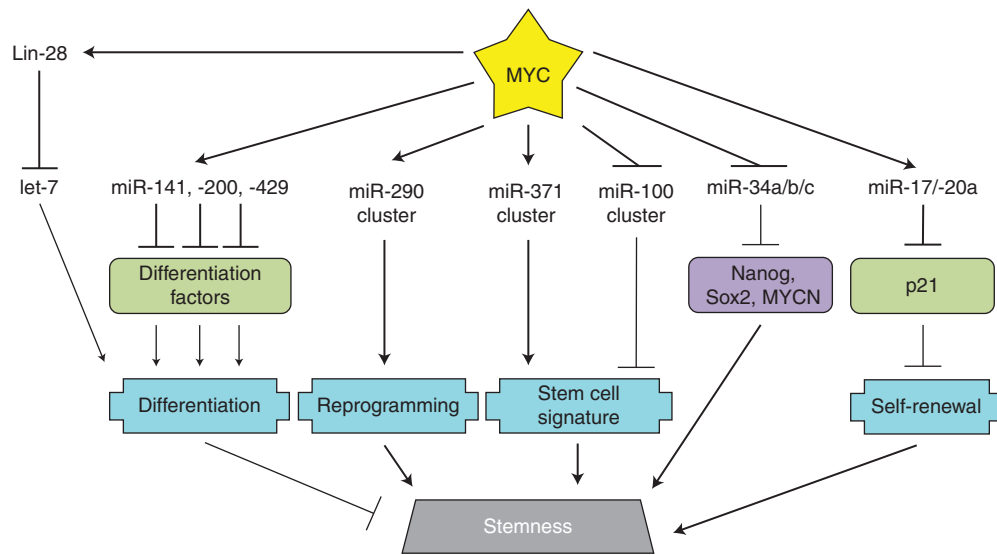 Lin-28
MYC
let-7
miR-141, -200, -429
miR-290
cluster
miR-371
cluster
miR-100
cluster
miR-34a/b/c
miR-17/-20a
Differentiation
factors
Nanog,
Sox2, MYCN
p21
Differentiation
Reprogramming
Stem cell
signature
Self-renewal
Stemness